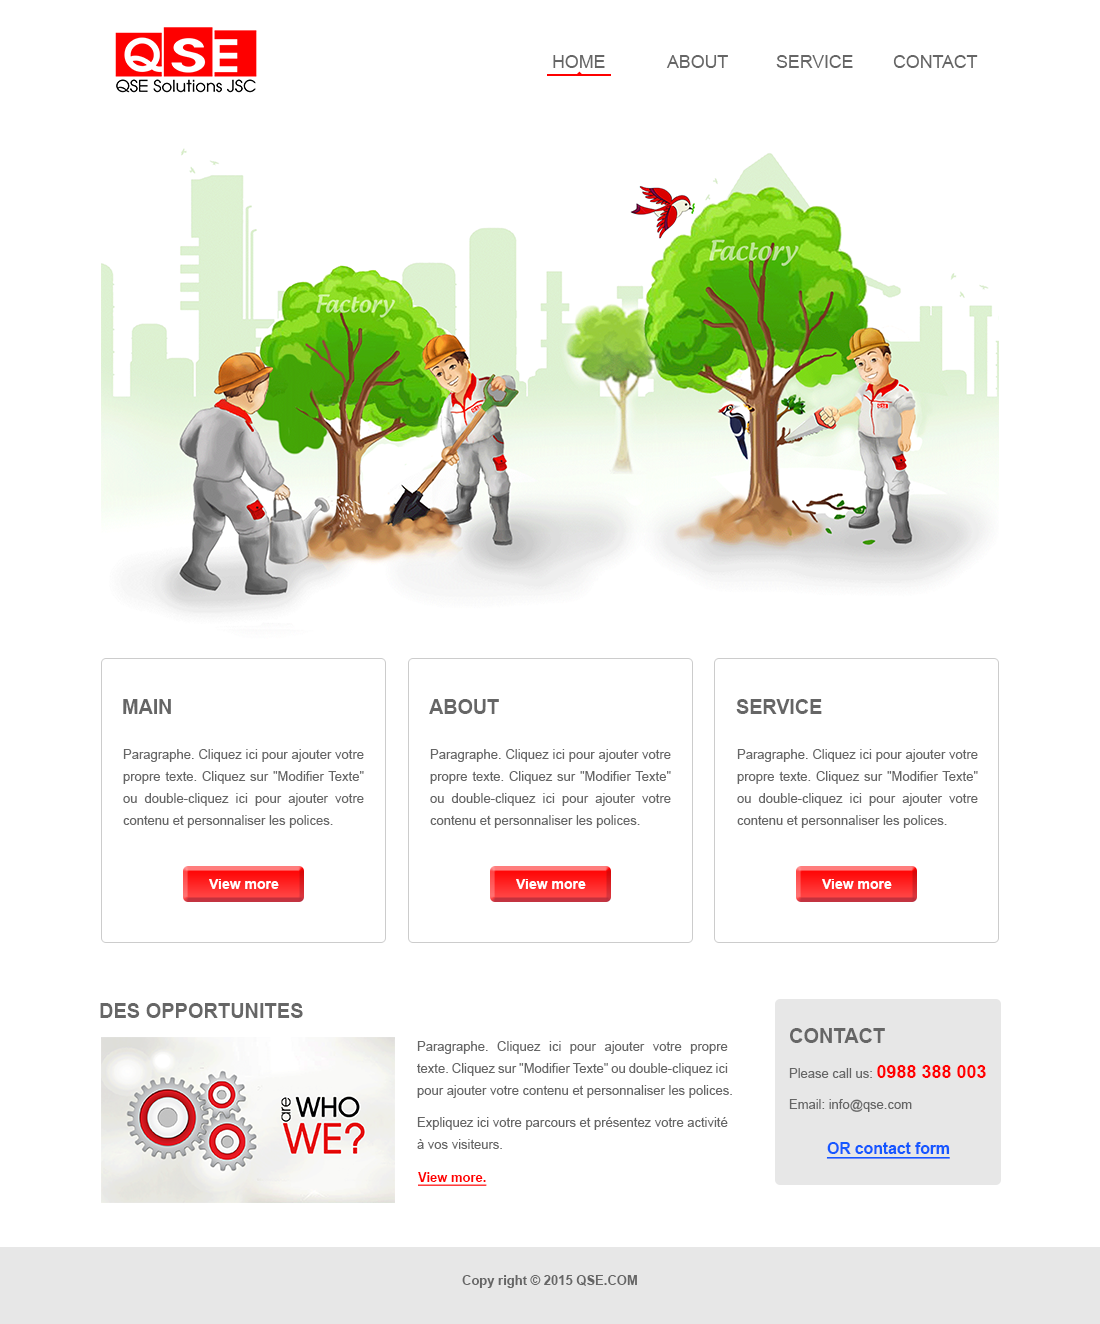 QSE
QSE Solutions JSC
HOME ABOUT SERVICE CONTACT
Factory
Factory
MAIN
Paragraphe. Cliquez ici pour ajouter votre
propre texte. Cliquez sur "Modifier Texte"
ou double-cliquez ici pour ajouter votre
contenu et personnaliser les polices.
View more
ABOUT
Paragraphe. Cliquez ici pour ajouter votre
propre texte. Cliquez sur "Modifier Texte"
ou double-cliquez ici pour ajouter votre
contenu et personnaliser les polices.
View more
SERVICE
Paragraphe. Cliquez ici pour ajouter votre
propre texte. Cliquez sur "Modifier Texte"
ou double-cliquez ici pour ajouter votre
contenu et personnaliser les polices.
View more
DES OPPORTUNITES
are WHO
WE?
Paragraphe. Cliquez ici pour ajouter votre propre
texte. Cliquez sur "Modifier Texte" ou double-cliquez ici
pour ajouter votre contenu et personnaliser les polices.
Expliquez ici votre parcours et présentez votre activité
à vos visiteurs.
View more.
CONTACT
Please call us: 0988 388 003
Email: info@qse.com
OR contact form
Copy right © 2015 QSE.COM